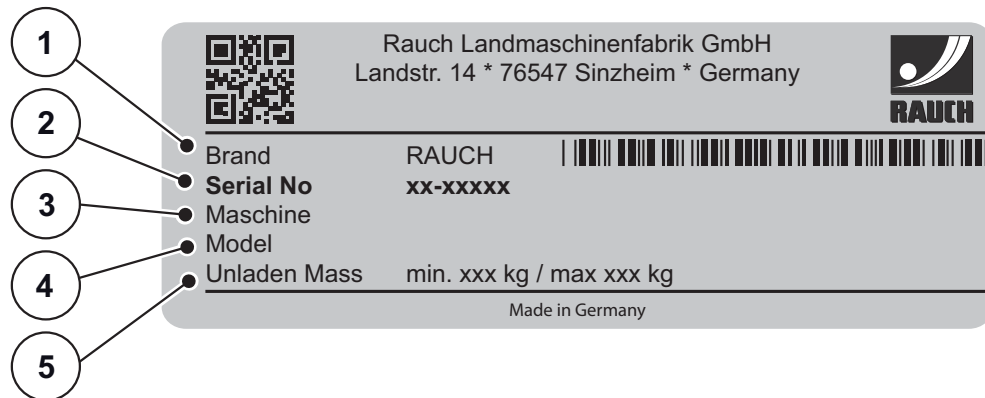 1
2
3
4
5
Rauch Landmaschinenfabrik GmbH
Landstr. 14 * 76547 Sinzheim * Germany
RAUCH
Brand RAUCH
Serial No xx-xxxxx
Maschine
Model
Unladen Mass min. xxx kg / max xxx kg
Made in Germany